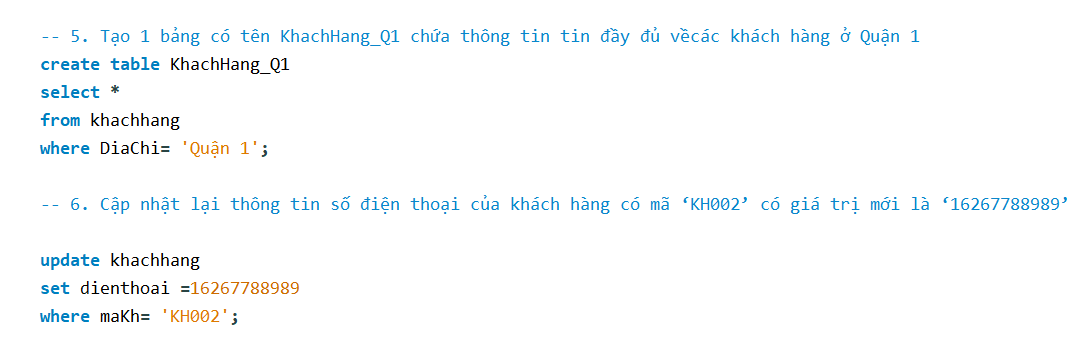 -- 5. Tạo 1 bảng có tên KhachHang_Q1 chứa thông tin tin đầy đủ vềcác khách hàng ở Quận 1
create table KhachHang_Q1
select *
from khachhang
where DiaChi= 'Quận 1';
-- 6. Cập nhật lại thông tin số điện thoại của khách hàng có mã ‘KH002’ có giá trị mới là ‘16267788989’
update khachhang
set dienthoai =16267788989
where maKh= 'KH002';